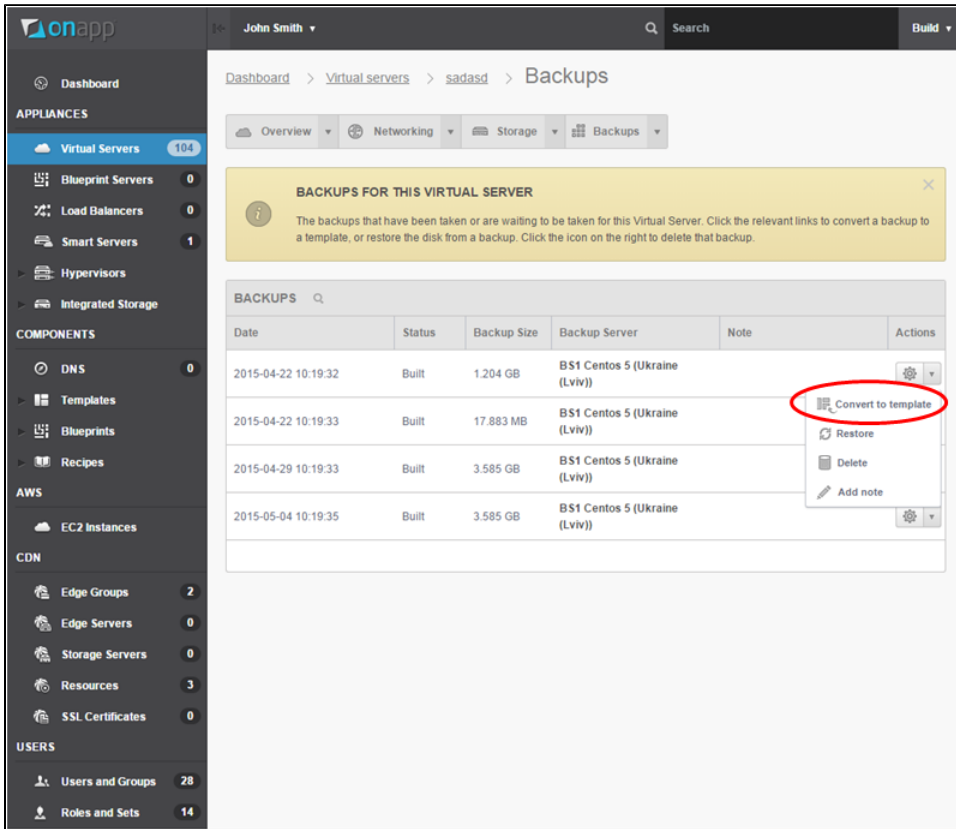 onapp
John Smith
Search
Build
Dashboard
APPLIANCES
Virtual Servers 104
Blueprint Servers 0
Load Balancers 0
Smart Servers 1
Hypervisors
Integrated Storage
COMPONENTS
DNS 0
Templates
Blueprints
Recipes
AWS
EC2 Instances
CDN
Edge Groups 2
Edge Servers 0
Storage Servers 0
Resources 3
SSL Certificates 0
USERS
Users and Groups 28
Roles and Sets 14
Dashboard > Virtual servers > sadasd > Backups
Overview Networking Storage Backups
BACKUPS FOR THIS VIRTUAL SERVER
The backups that have been taken or are waiting to be taken for this Virtual Server. Click the relevant links to convert a backup to
a template, or restore the disk from a backup. Click the icon on the right to delete that backup.
BACKUPS
Date Status Backup Size Backup Server Note Actions
2015-04-22 10:19:32 Built 1.204 GB BS1 Centos 5 (Ukraine
(Lviv))
2015-04-22 10:19:33 Built 17.883 MB BS1 Centos 5 (Ukraine
(Lviv))
2015-04-29 10:19:33 Built 3.585 GB BS1 Centos 5 (Ukraine
(Lviv))
2015-05-04 10:19:35 Built 3.585 GB BS1 Centos 5 (Ukraine
(Lviv))
Convert to template
Restore
Delete
Add note